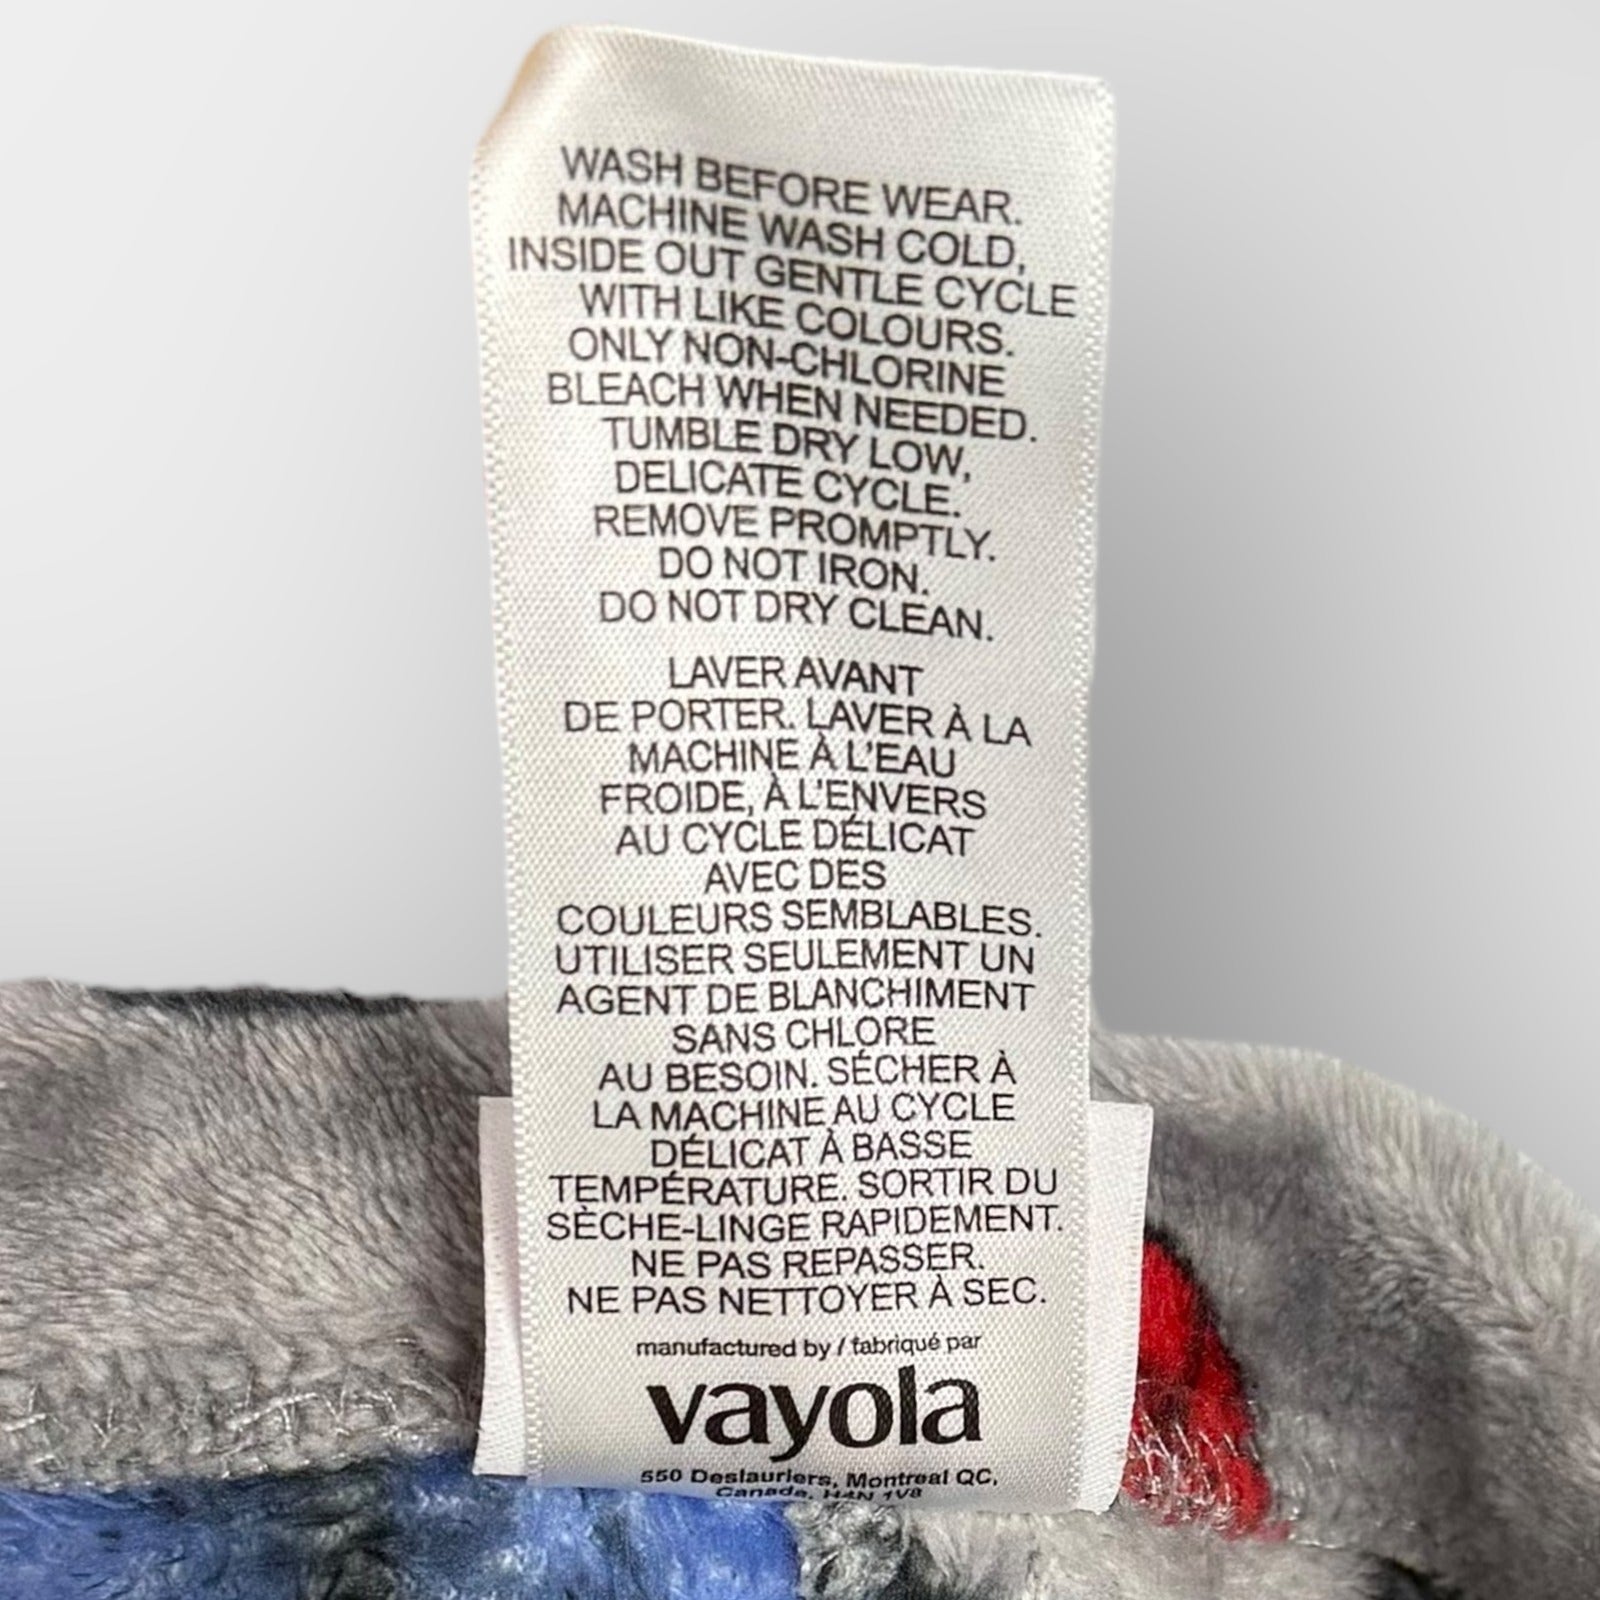 WASH BEFORE WEAR.
MACHINE WASH COLD,
INSIDE OUT GENTLE CYCLE
WITH LIKE COLOURS.
ONLY NON-CHLORINE
BLEACH WHEN NEEDED.
TUMBLE DRY LOW,
DELICATE CYCLE.
REMOVE PROMPTLY.
DO NOT IRON.
DO NOT DRY CLEAN.
LAVER AVANT
DE PORTER. LAVER À LA
MACHINE À L'EAU
FROIDE, À L'ENVERS
AU CYCLE DÉLICAT
AVEC DES
COULEURS SEMBLABLES.
UTILISER SEULEMENT UN
AGENT DE BLANCHIMENT
SANS CHLORE
AU BESOIN. SÉCHER À
LA MACHINE AU CYCLE
DÉLICAT À BASSE
TEMPÉRATURE. SORTIR DU
SÈCHE-LINGE RAPIDEMENT.
NE PAS REPASSER.
NE PAS NETTOYER À SEC.
manufactured by / fabriqué par
vayola
550 Deslauriers, Montreal QC,
Canada, H4N 1V8